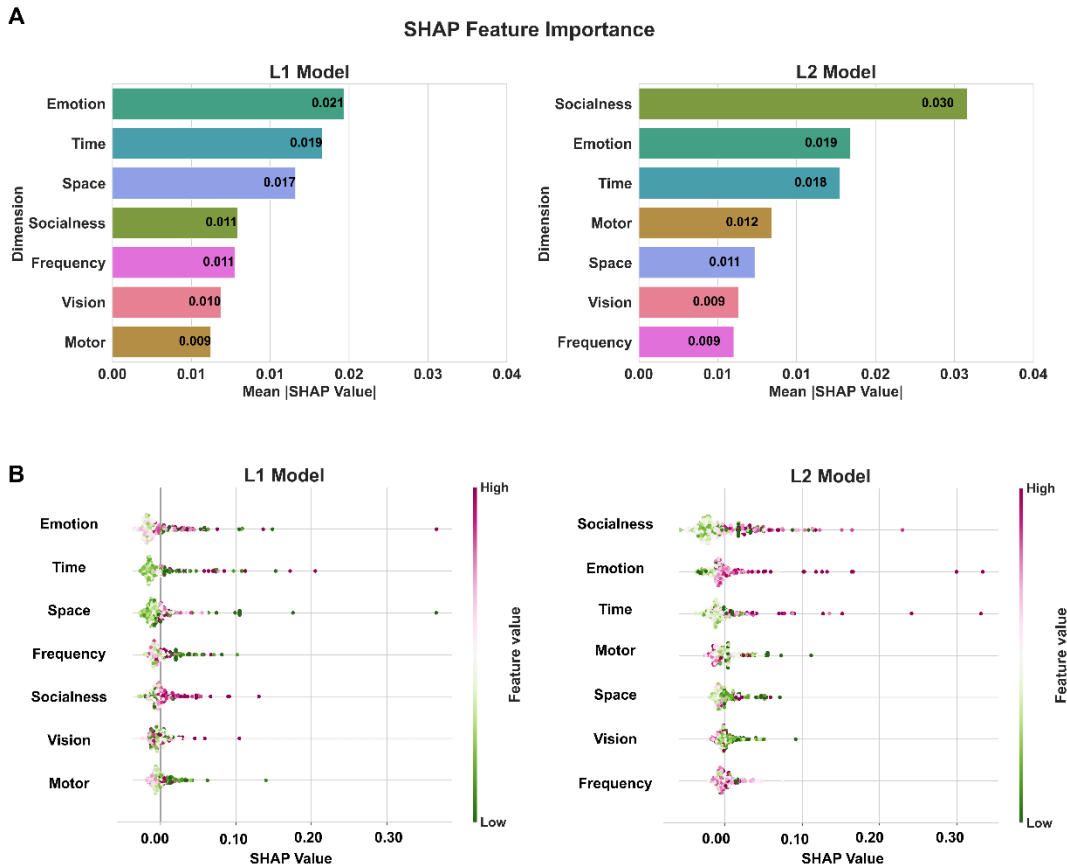 A
SHAP Feature Importance
L1 Model
Dimension
Emotion 0.021
Time 0.019
Space 0.017
Socialness 0.011
Frequency 0.011
Vision 0.010
Motor 0.009
0.00 0.01 0.01 0.02 0.03 0.04
Mean |SHAP Value|
L2 Model
Dimension
Socialness 0.030
Emotion 0.019
Time 0.018
Motor 0.012
Space 0.011
Vision 0.009
Frequency 0.009
0.00 0.01 0.01 0.02 0.03 0.04
Mean |SHAP Value|
B
L1 Model
Emotion
Time
Space
Frequency
Socialness
Vision
Motor
0.00 0.10 0.20 0.30
SHAP Value
High
Feature value
Low
L2 Model
Socialness
Emotion
Time
Motor
Space
Vision
Frequency
0.00 0.10 0.20 0.30
SHAP Value
High
Feature value
Low